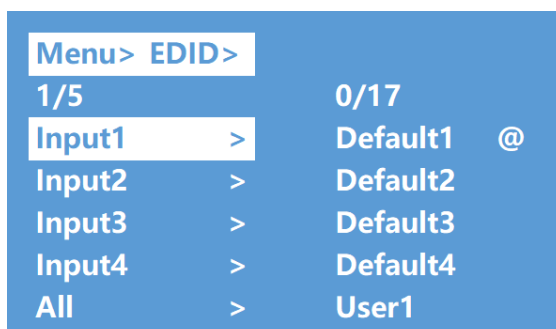 Menu> EDID>
1/5 0/17
Input1 > Default1 @
Input2 > Default2
Input3 > Default3
Input4 > Default4
All > User1